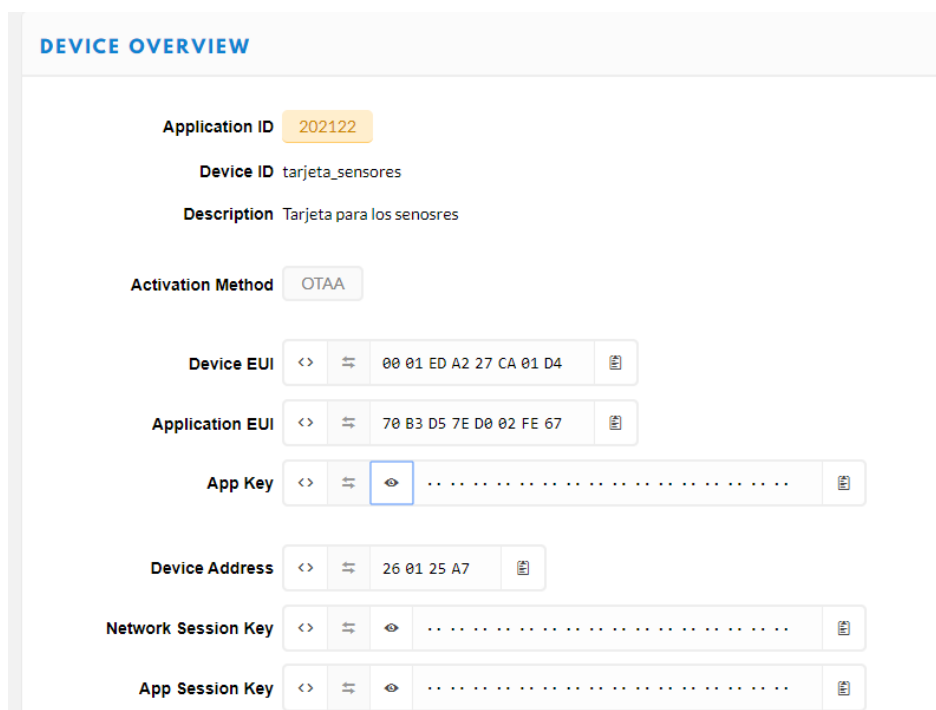 DEVICE OVERVIEW
Application ID 202122
Device ID tarjeta_sensores
Description Tarjeta para los senosres
Activation Method OTAA
Device EUI <> 00 01 ED A2 27 CA 01 D4
Application EUI <> 70 B3 D5 7E D0 02 FE 67
App Key <> ·· ·· ·· ·· ·· ·· ·· ·· ·· ·· ·· ·· ·· ·· ·· ··
Device Address <> 26 01 25 A7
Network Session Key <> ·· ·· ·· ·· ·· ·· ·· ·· ·· ·· ·· ·· ·· ·· ·· ··
App Session Key <> ·· ·· ·· ·· ·· ·· ·· ·· ·· ·· ·· ·· ·· ·· ·· ··